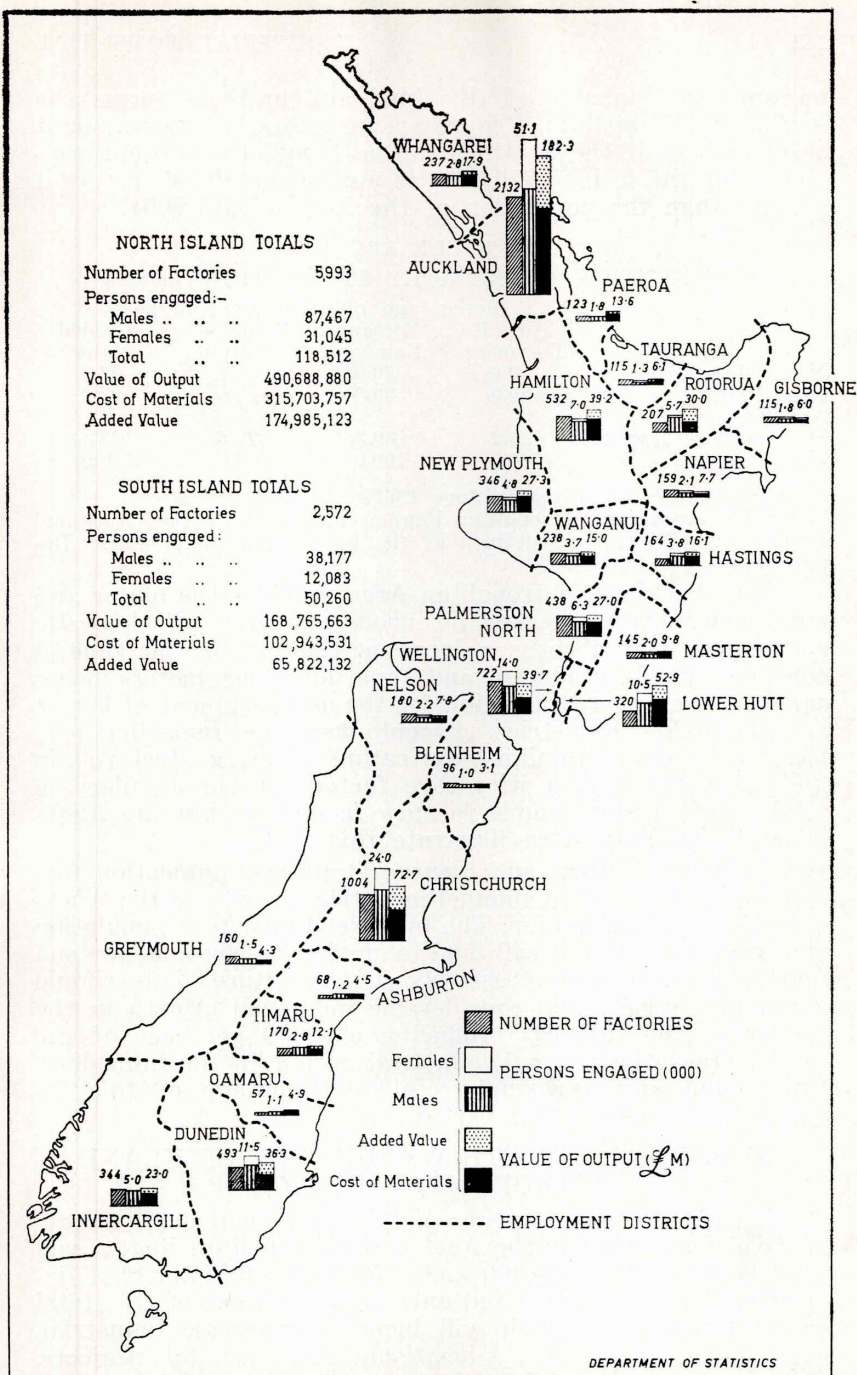 WHANGAREI
237 2·8 17·9
51·1
182·3
2132
AUCKLAND
NORTH ISLAND TOTALS
Number of Factories 5,993
Persons engaged:–
Males .. .. .. 87,467
Females .. .. 31,045
Total .. .. 118,512
Value of Output 490,688,880
Cost of Materials 315,703,757
Added Value 174,985,123
PAEROA
123 1·8 13·6
TAURANGA
115 1·3 6·1
HAMILTON
532 7·0 39·2
ROTORUA
207 5·7 30·0
GISBORNE
115 1·8 6·0
NEW PLYMOUTH
346 4·8 27·3
NAPIER
159 2·1 7·7
SOUTH ISLAND TOTALS
Number of Factories 2,572
Persons engaged:
Males .. .. 38,177
Females .. .. 12,083
Total .. .. 50,260
Value of Output 168,765,663
Cost of Materials 102,943,531
Added Value 65,822,132
WANGANUI
238 3·7 15·0
164 3·8 16·1
HASTINGS
PALMERSTON
NORTH
438 6·3 27·0
145 2·0 9·8
MASTERTON
WELLINGTON
722 14·0 39·7
320 10·5 52·9
LOWER HUTT
NELSON
180 2·2 7·8
BLENHEIM
96 1·0 3·1
24·0
1004 72·7
CHRISTCHURCH
GREYMOUTH
160 1·5 4·3
68 1·2 4·5
ASHBURTON
TIMARU
170 2·8 12·1
OAMARU
57 1·1 4·9
DUNEDIN
493 11·5 36·3
344 5·0 23·0
INVERCARGILL
NUMBER OF FACTORIES
Females
PERSONS ENGAGED (000)
Males
Added Value
VALUE OF OUTPUT (£M)
Cost of Materials
EMPLOYMENT DISTRICTS
DEPARTMENT OF STATISTICS